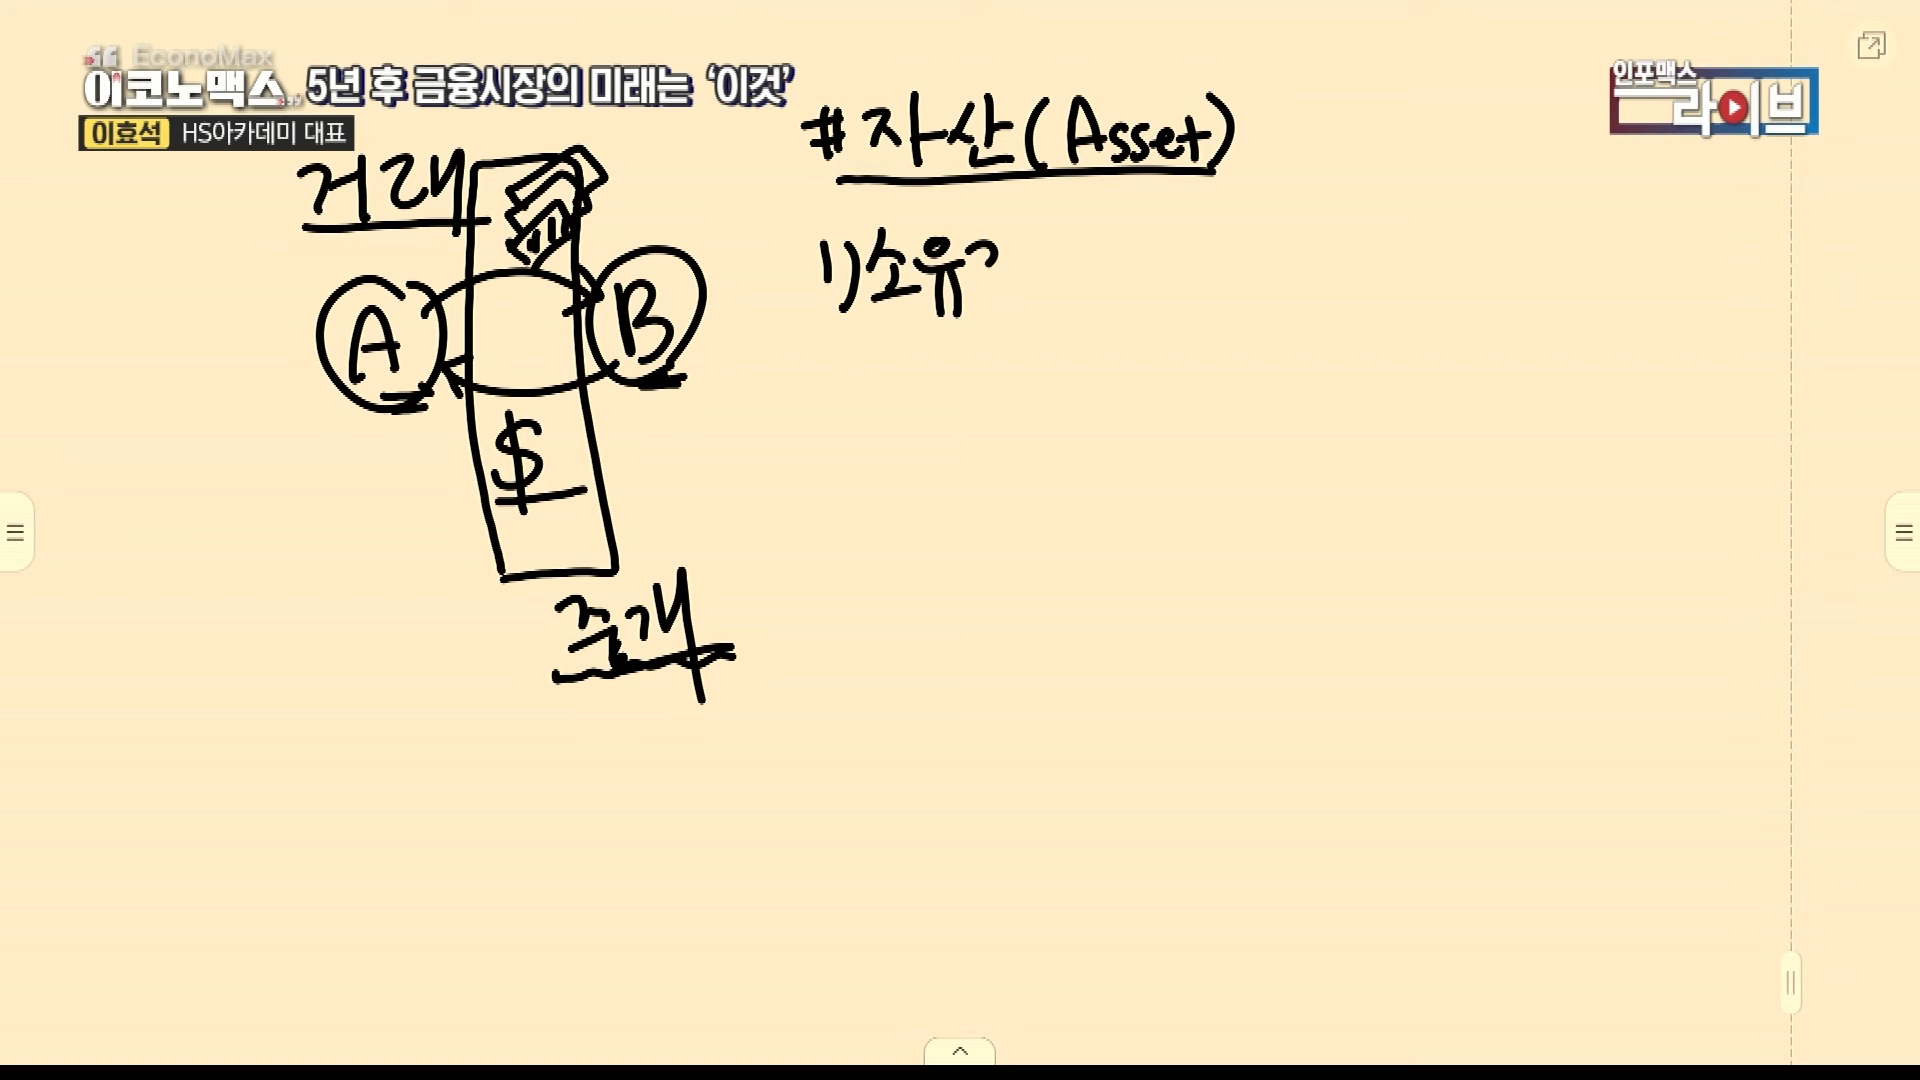 EconoMax
이코노맥스 5년 후 금융시장의 미래는 ‘이것’
이효석 HS아카데미 대표
인포맥스
라이브
거래
A
B
$
중개
#자산(Asset)
1)소유